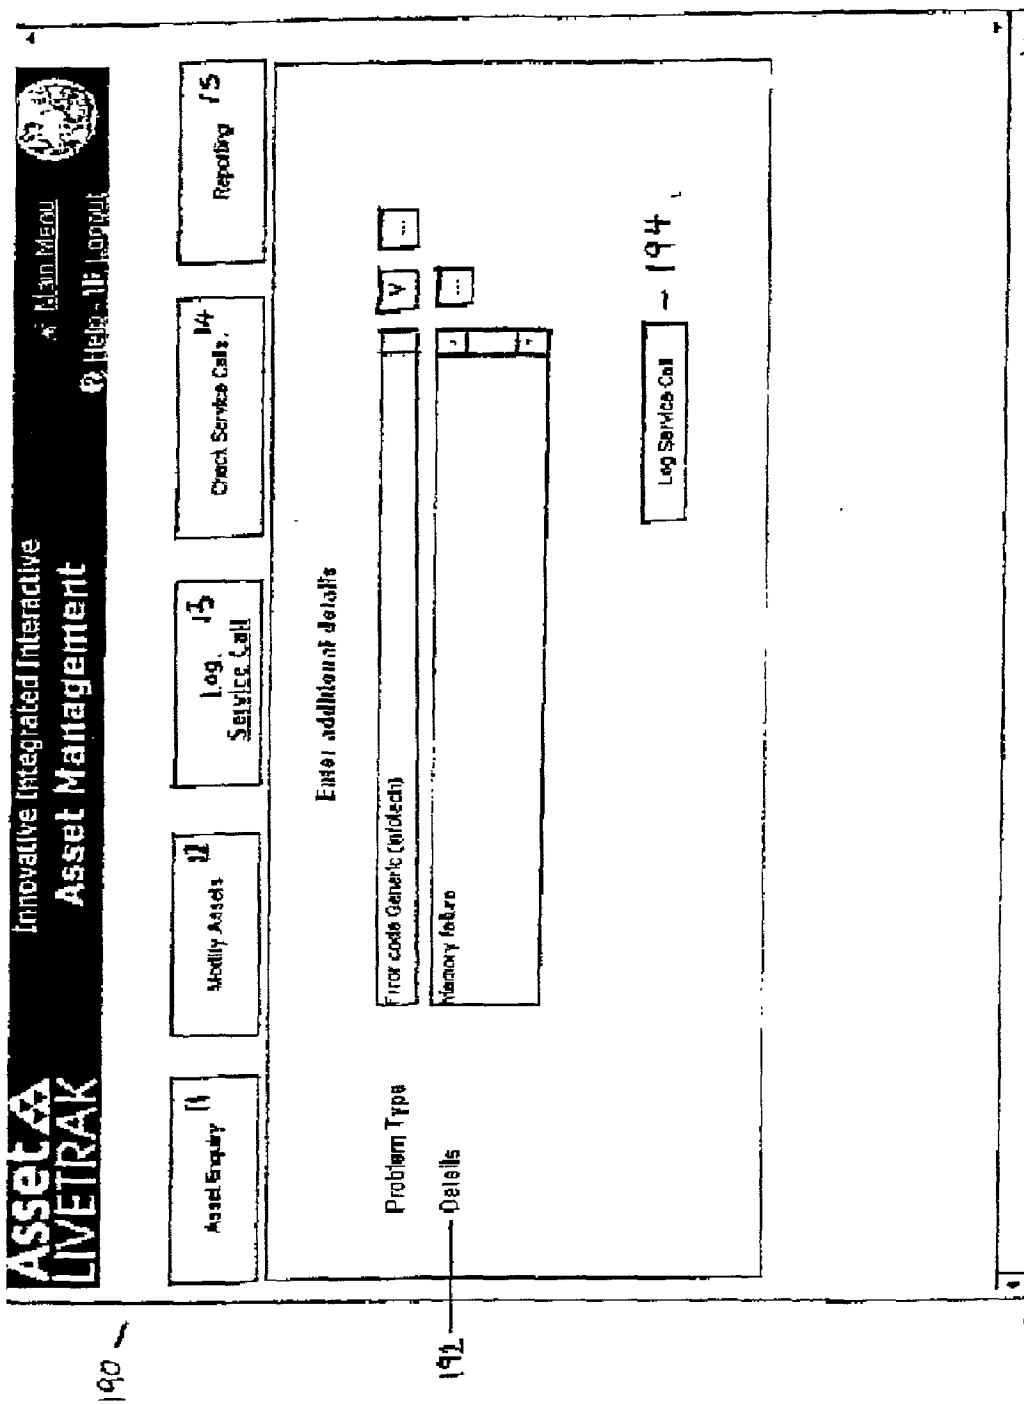 Asset
LIVETRAK
Innovative Integrated Interactive
Asset Management
Main Menu
Help
Logout
Asset Enquiry 11
Modify Assets 12
Log 13
Service Call
Check Service Calls 14
Reporting 15
Enter additional details
Problem Type
Error code Generic (Infotech)
V
...
Details
Memory failure
...
Log Service Call
194
190
192